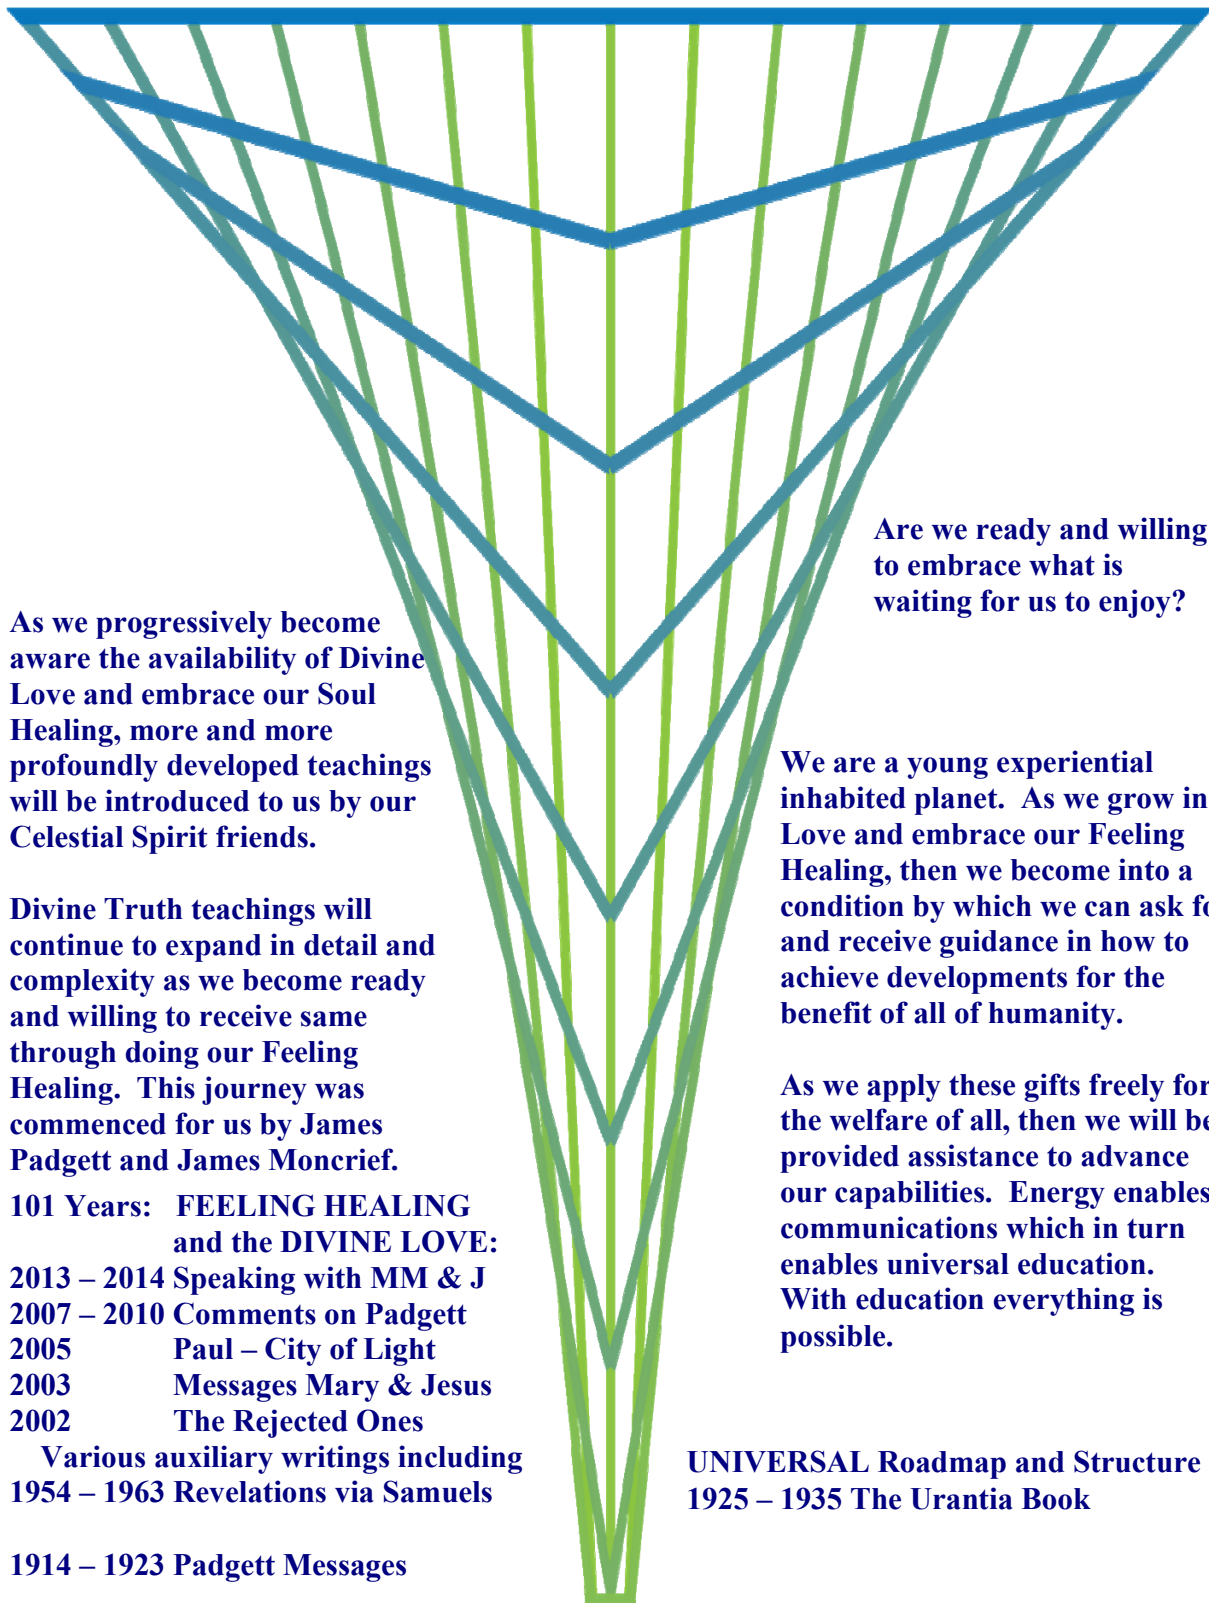 Are we ready and willing
to embrace what is
waiting for us to enjoy?
As we progressively become
aware the availability of Divine
Love and embrace our Soul
Healing, more and more
profoundly developed teachings
will be introduced to us by our
Celestial Spirit friends.
Divine Truth teachings will
continue to expand in detail and
complexity as we become ready
and willing to receive same
through doing our Feeling
Healing.  This journey was
commenced for us by James
Padgett and James Moncrief.
101 Years:   FEELING HEALING
and the DIVINE LOVE:
2013 – 2014 Speaking with MM & J
2007 – 2010 Comments on Padgett
2005 Paul – City of Light
2003 Messages Mary & Jesus
2002 The Rejected Ones
Various auxiliary writings including
1954 – 1963 Revelations via Samuels
1914 – 1923 Padgett Messages
We are a young experiential
inhabited planet.  As we grow in
Love and embrace our Feeling
Healing, then we become into a
condition by which we can ask fo
and receive guidance in how to
achieve developments for the
benefit of all of humanity.
As we apply these gifts freely for
the welfare of all, then we will be
provided assistance to advance
our capabilities.  Energy enables
communications which in turn
enables universal education.
With education everything is
possible.
UNIVERSAL Roadmap and Structure
1925 – 1935 The Urantia Book